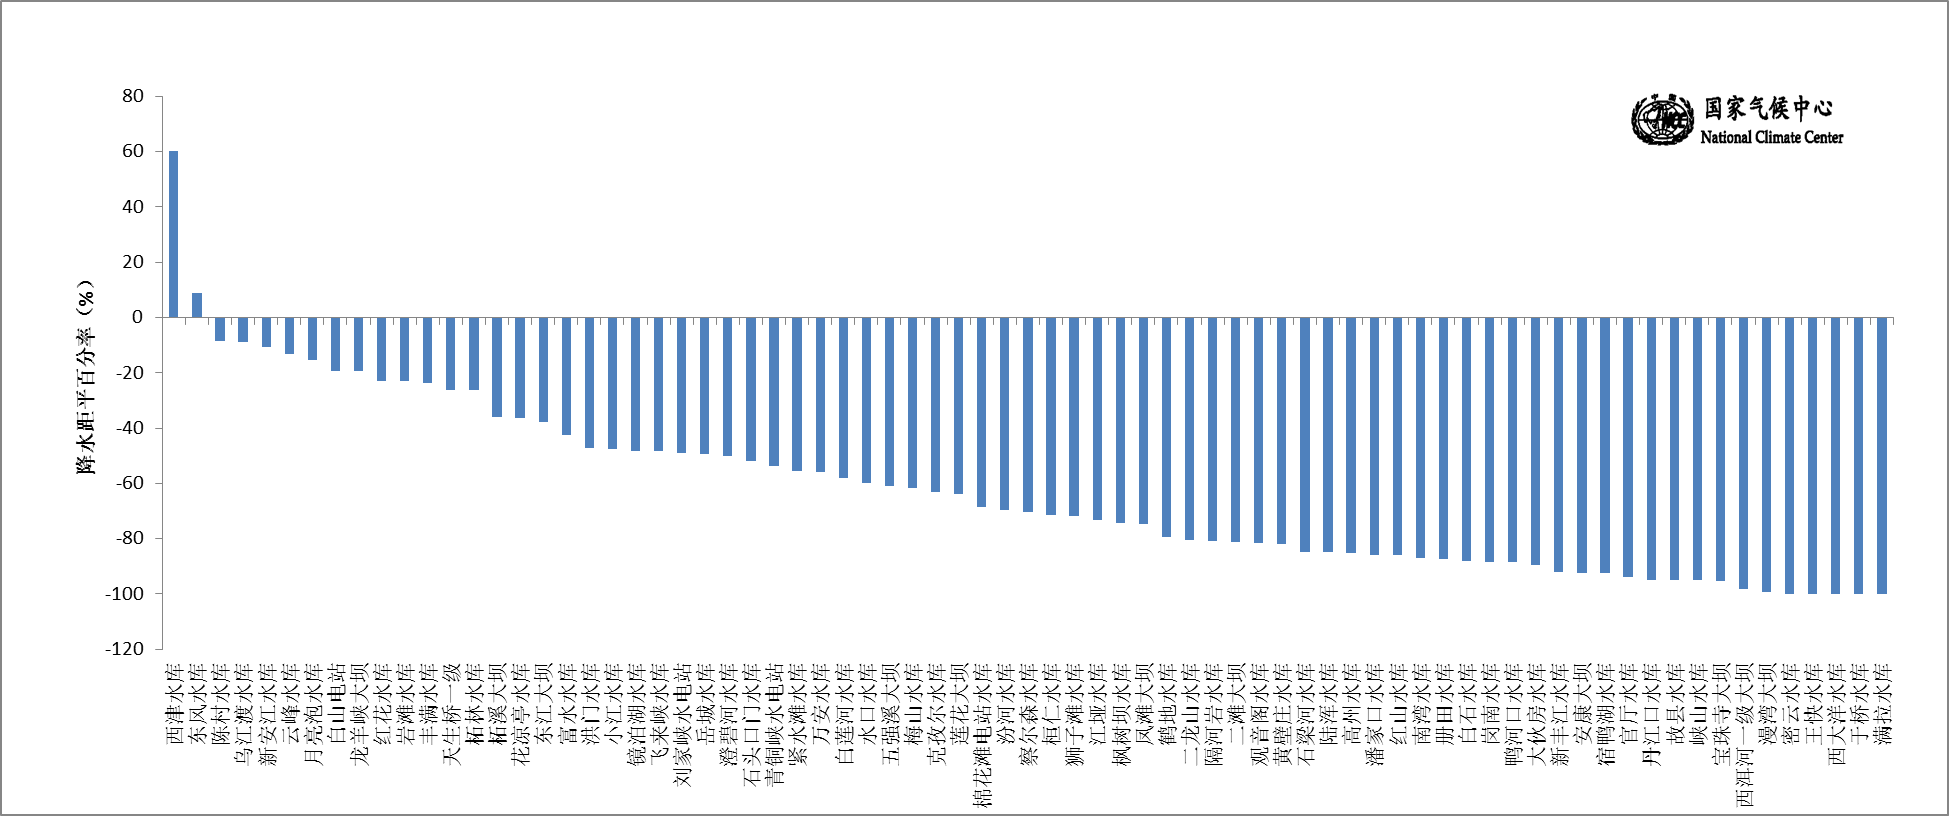 国家气候中心
National Climate Center
降水距平百分率（%）
80
60
40
20
0
-20
-40
-60
-80
-100
-120
西津水库
东风水库
陈村水库
乌江渡水库
新安江水库
云峰水库
月亮泡水库
白山电站
龙羊峡大坝
红花水库
岩滩水库
丰满水库
天生桥一级
柘林水库
柘溪大坝
花凉亭水库
东江大坝
富水水库
洪门水库
小江水库
镜泊湖水库
飞来峡水库
刘家峡水电站
岳城水库
澄碧河水库
石头口门水库
青铜峡水电站
紧水滩水库
万安水库
白莲河水库
水口水库
五强溪大坝
梅山水库
克孜尔水库
莲花大坝
棉花滩电站水库
汾河水库
察尔森水库
桓仁水库
狮子滩水库
江垭水库
枫树坝水库
凤滩大坝
鹤地水库
二龙山水库
隔河岩水库
二滩大坝
观音阁水库
黄壁庄水库
石梁河水库
陆浑水库
高州水库
潘家口水库
红山水库
南湾水库
册田水库
白石水库
岗南水库
鸭河口水库
大伙房水库
新丰江水库
安康大坝
宿鸭湖水库
官厅水库
丹江口水库
故县水库
峡山水库
宝珠寺大坝
西洱河一级大坝
漫湾大坝
密云水库
王快水库
西大洋水库
于桥水库
满拉水库